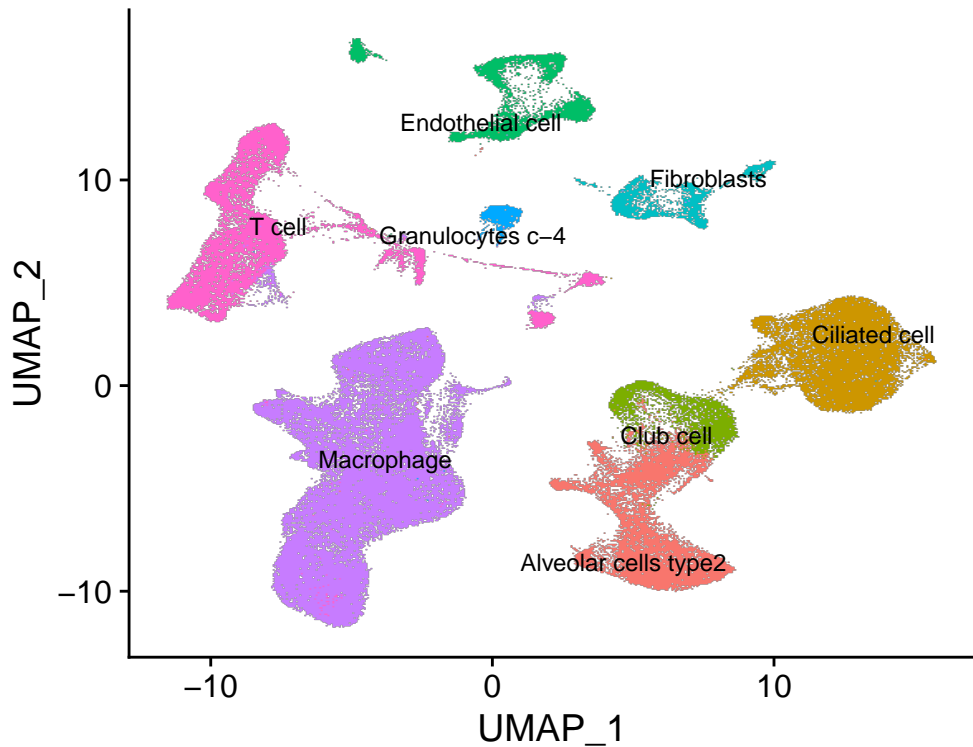 Endothelial cell
10
Fibroblasts
T cell
Granulocytes c−4
UMAP_2
Ciliated cell
0
Club cell
Macrophage
Alveolar cells type2
−10
−10
0
10
UMAP_1